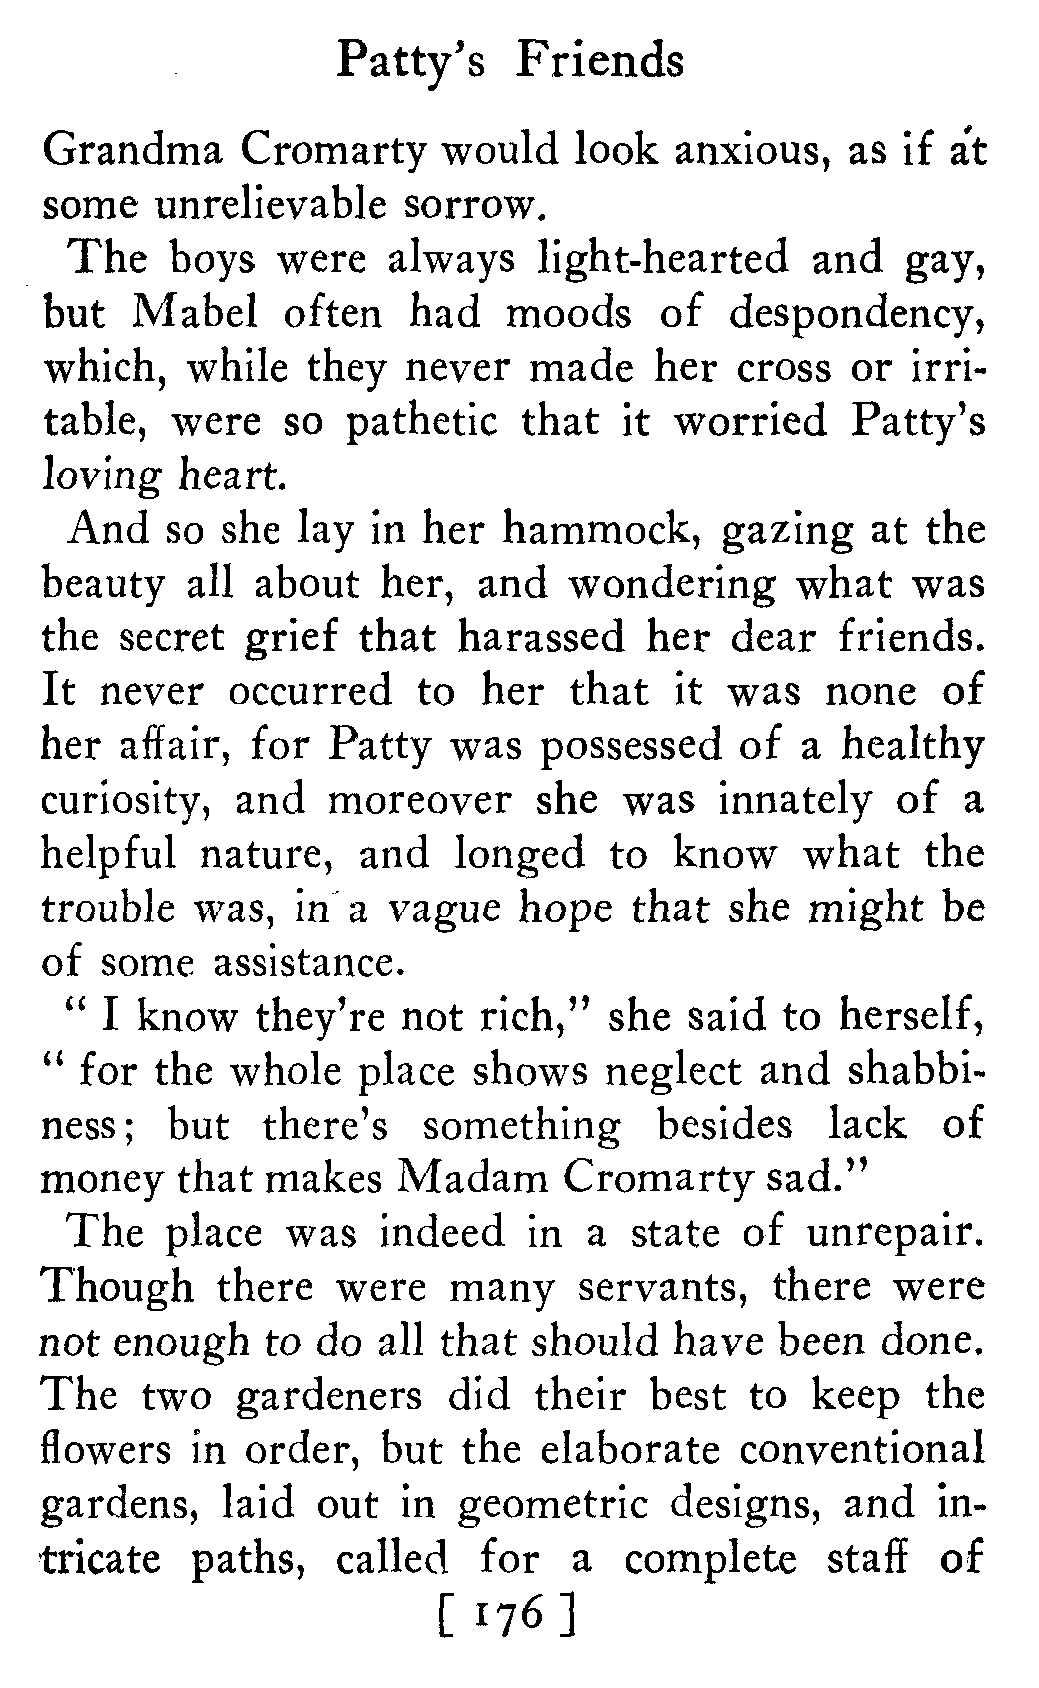 Patty's Friends
Grandma Cromarty would look anxious, as if at
some unrelievable sorrow.
The boys were always light-hearted and gay,
but Mabel often had moods of despondency,
which, while they never made her cross or irri-
table, were so pathetic that it worried Patty's
loving heart.
And so she lay in her hammock, gazing at the
beauty all about her, and wondering what was
the secret grief that harassed her dear friends.
It never occurred to her that it was none of
her affair, for Patty was possessed of a healthy
curiosity, and moreover she was innately of a
helpful nature, and longed to know what the
trouble was, in a vague hope that she might be
of some assistance.
" I know they're not rich," she said to herself,
" for the whole place shows neglect and shabbi-
ness; but there's something besides lack of
money that makes Madam Cromarty sad."
The place was indeed in a state of unrepair.
Though there were many servants, there were
not enough to do all that should have been done.
The two gardeners did their best to keep the
flowers in order, but the elaborate conventional
gardens, laid out in geometric designs, and in-
tricate paths, called for a complete staff of
[ 176 ]